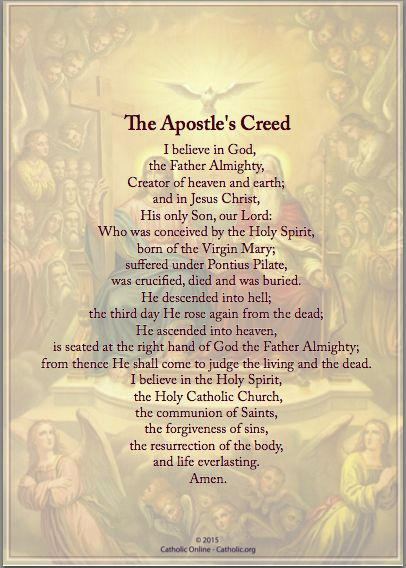 The Apostle's Creed
I believe in God,
the Father Almighty,
Creator of heaven and earth;
and in Jesus Christ,
His only Son, our Lord:
Who was conceived by the Holy Spirit,
born of the Virgin Mary;
suffered under Pontius Pilate,
was crucified, died and was buried.
He descended into hell;
the third day He rose again from the dead;
He ascended into heaven,
is seated at the right hand of God the Father Almighty;
from thence He shall come to judge the living and the dead.
I believe in the Holy Spirit,
the Holy Catholic Church,
the communion of Saints,
the forgiveness of sins,
the resurrection of the body,
and life everlasting.
Amen.
© 2015
Catholic Online - Catholic.org